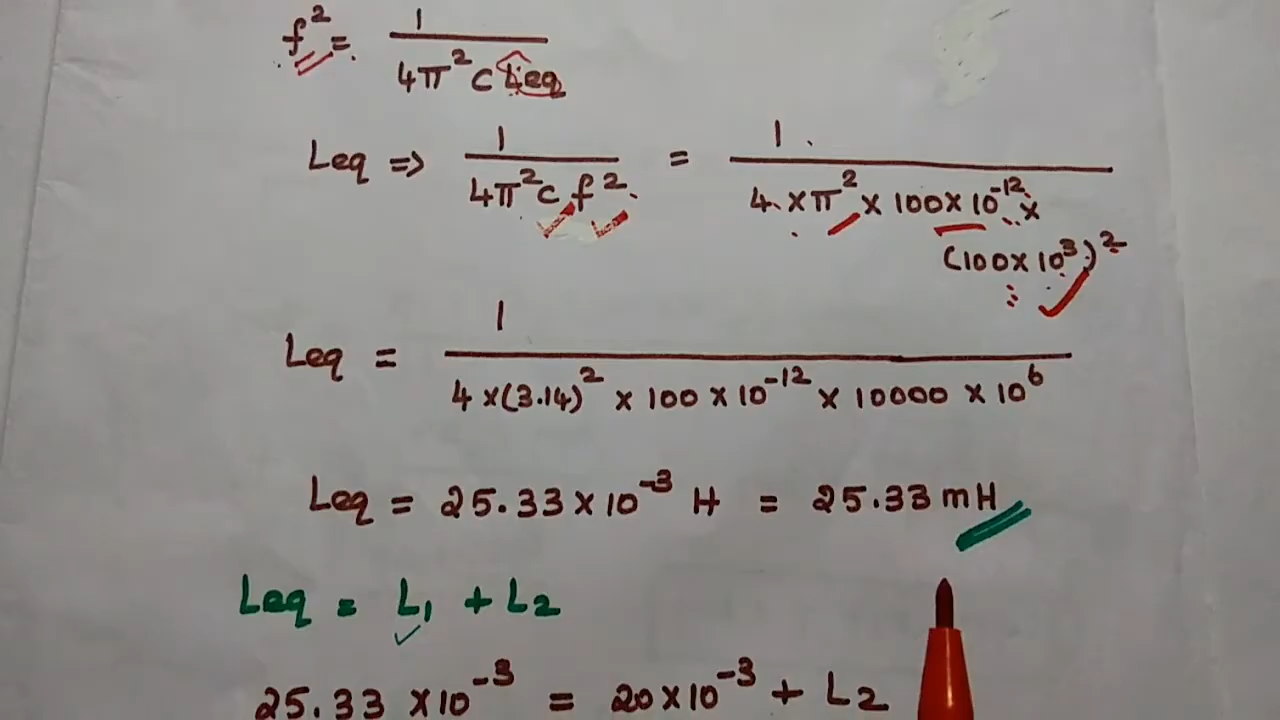 f² = 1 / 4π² C Leq
Leq ⇒ 1 / 4π² C f² = 1 / 4 × π² × 100 × 10⁻¹² ×
(100 × 10³)²
Leq = 1 / 4 × (3.14)² × 100 × 10⁻¹² × 10000 × 10⁶
Leq = 25.33 × 10⁻³ H = 25.33 mH
Leq = L₁ + L₂
25.33 × 10⁻³ = 20 × 10⁻³ + L₂